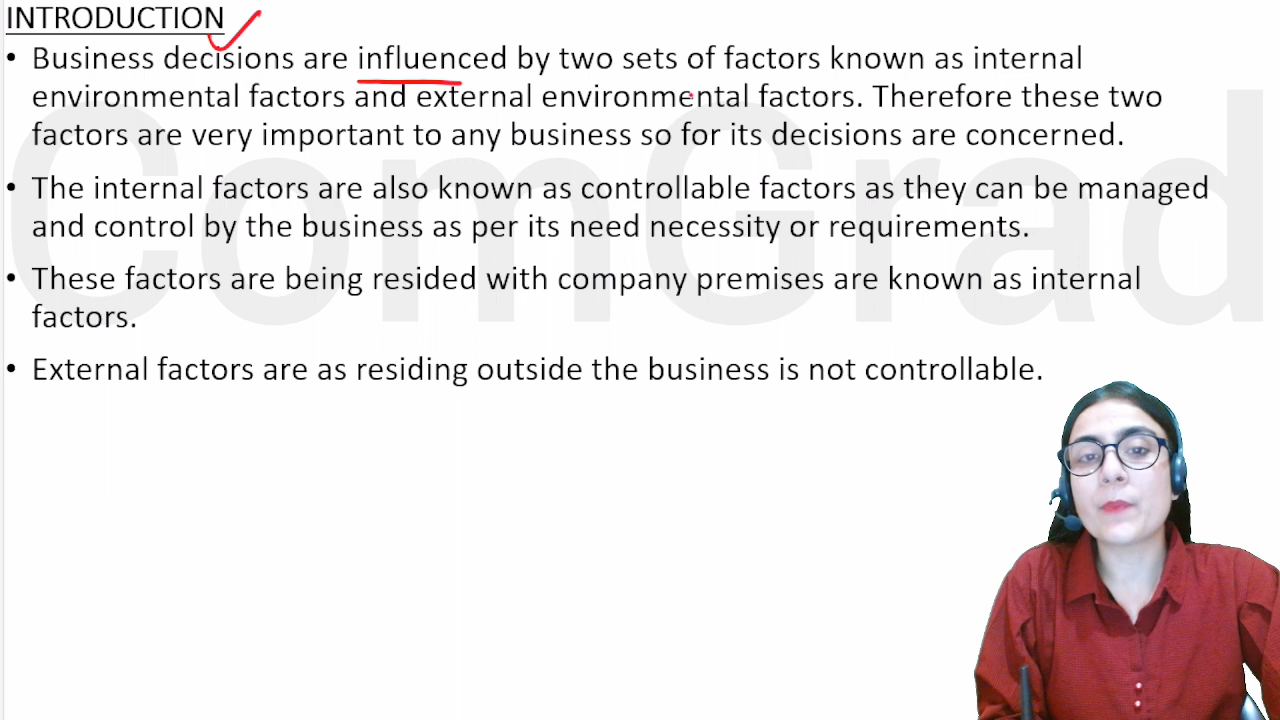 INTRODUCTION
• Business decisions are influenced by two sets of factors known as internal
environmental factors and external environmental factors. Therefore these two
factors are very important to any business so for its decisions are concerned.
• The internal factors are also known as controllable factors as they can be managed
and control by the business as per its need necessity or requirements.
• These factors are being resided with company premises are known as internal
factors.
• External factors are as residing outside the business is not controllable.
ComGrad